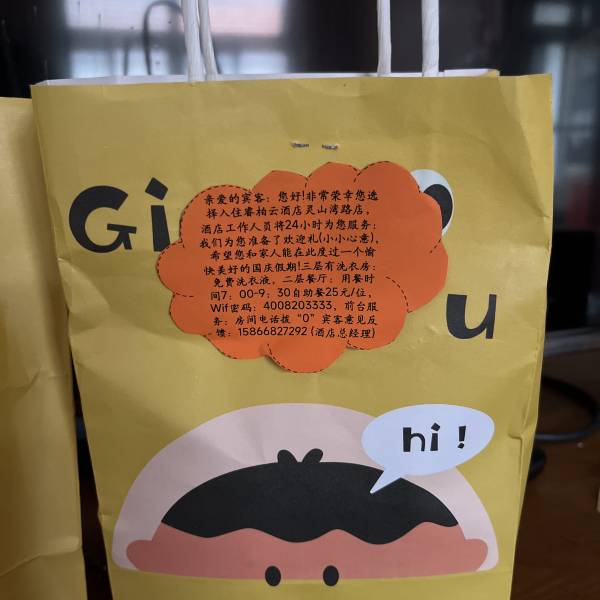 Gi
亲爱的宾客：您好!非常荣幸您选
择入住睿柏云酒店灵山湾路店，
酒店工作人员将24小时为您服务:
我们为您准备了欢迎礼(小小心意)，
希望您和家人能在此度过一个愉
快美好的国庆假期!三层有洗衣房:
免费洗衣液，二层餐厅: 用餐时
间7: 00-9; 30自助餐25元/位，
Wif密码: 4008203333、 前台服
务: 房间电话拨“0”宾客意见反
馈: 15866827292 (酒店总经理)
u
hi !